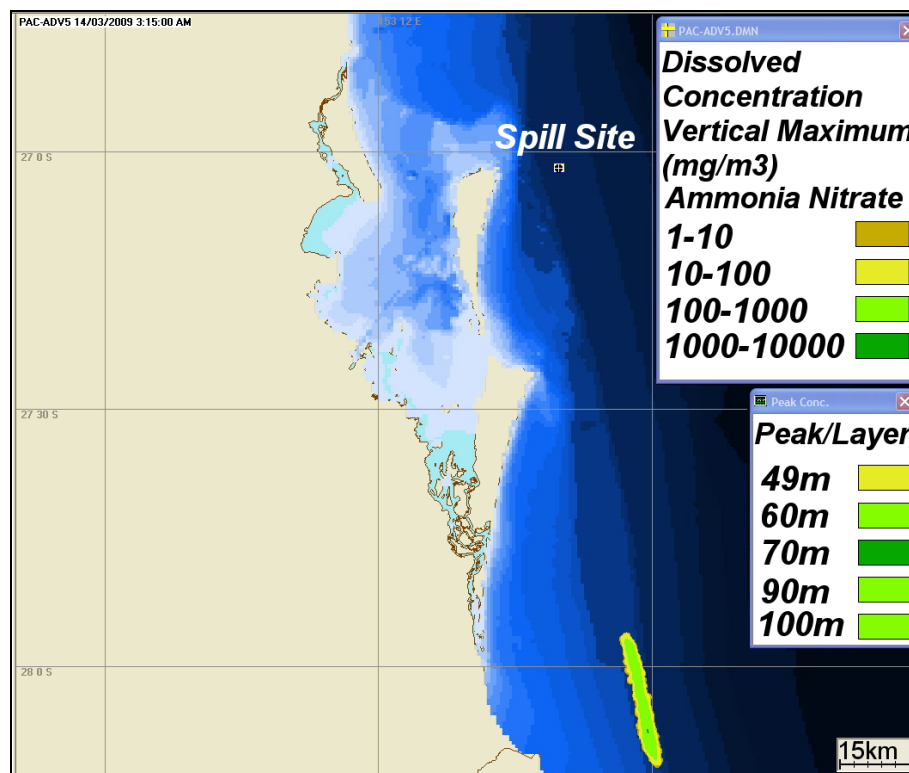 PAC-ADV5 14/03/2009 3:15:00 AM
153 12 E
PAC-ADV5.DMN
Dissolved
Concentration
Vertical Maximum
(mg/m3)
Ammonia Nitrate
1-10
10-100
100-1000
1000-10000
Spill Site
27 0 S
27 30 S
Peak Conc.
Peak/Layer
49m
60m
70m
90m
100m
28 0 S
15km